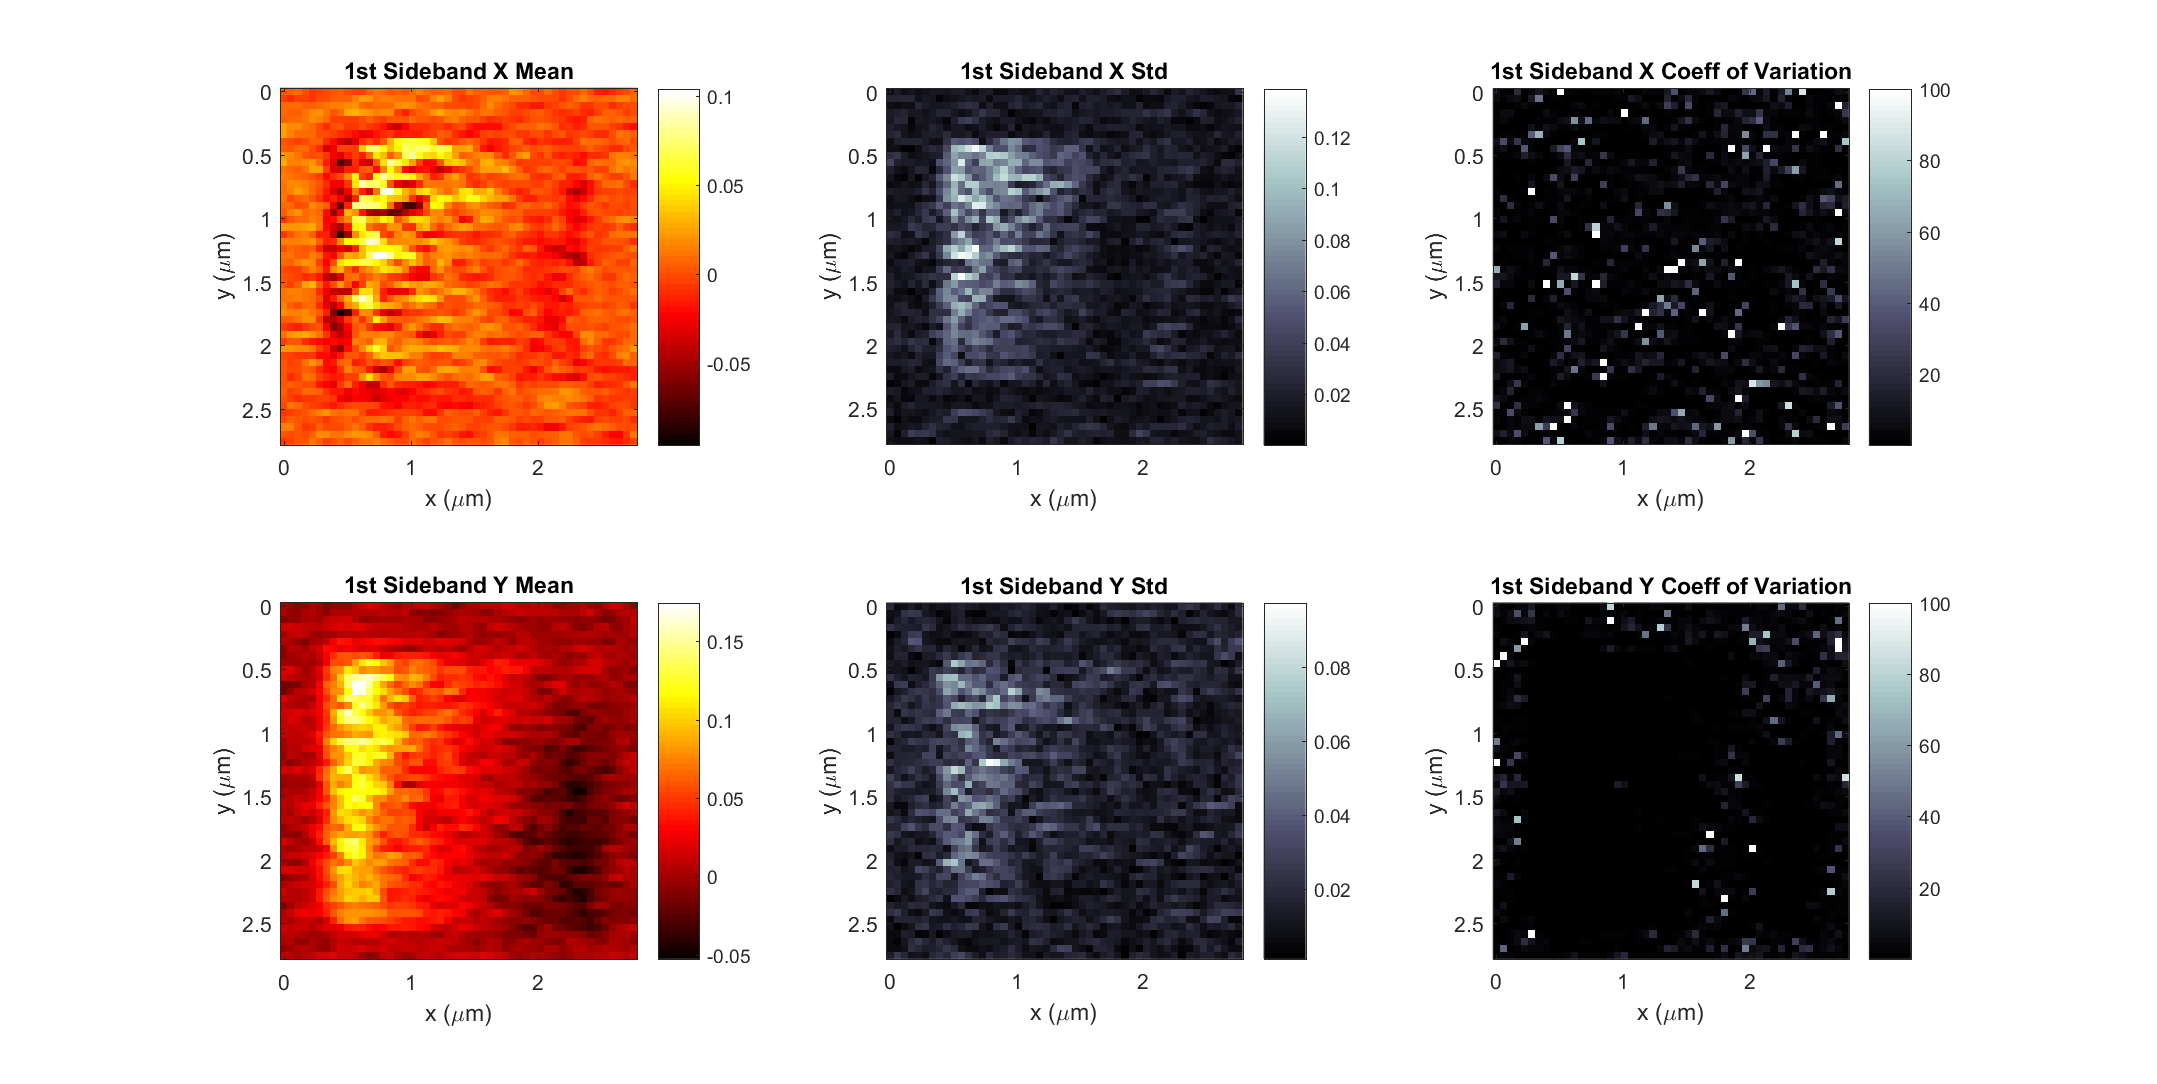 1st Sideband X Mean
0
0.5
1
1.5
2
2.5
y (μm)
0 1 2
x (μm)
0.1
0.05
0
-0.05
1st Sideband X Std
0
0.5
1
1.5
2
2.5
y (μm)
0 1 2
x (μm)
0.12
0.1
0.08
0.06
0.04
0.02
1st Sideband X Coeff of Variation
0
0.5
1
1.5
2
2.5
y (μm)
0 1 2
x (μm)
100
80
60
40
20
1st Sideband Y Mean
0
0.5
1
1.5
2
2.5
y (μm)
0 1 2
x (μm)
0.15
0.1
0.05
0
-0.05
1st Sideband Y Std
0
0.5
1
1.5
2
2.5
y (μm)
0 1 2
x (μm)
0.08
0.06
0.04
0.02
1st Sideband Y Coeff of Variation
0
0.5
1
1.5
2
2.5
y (μm)
0 1 2
x (μm)
100
80
60
40
20